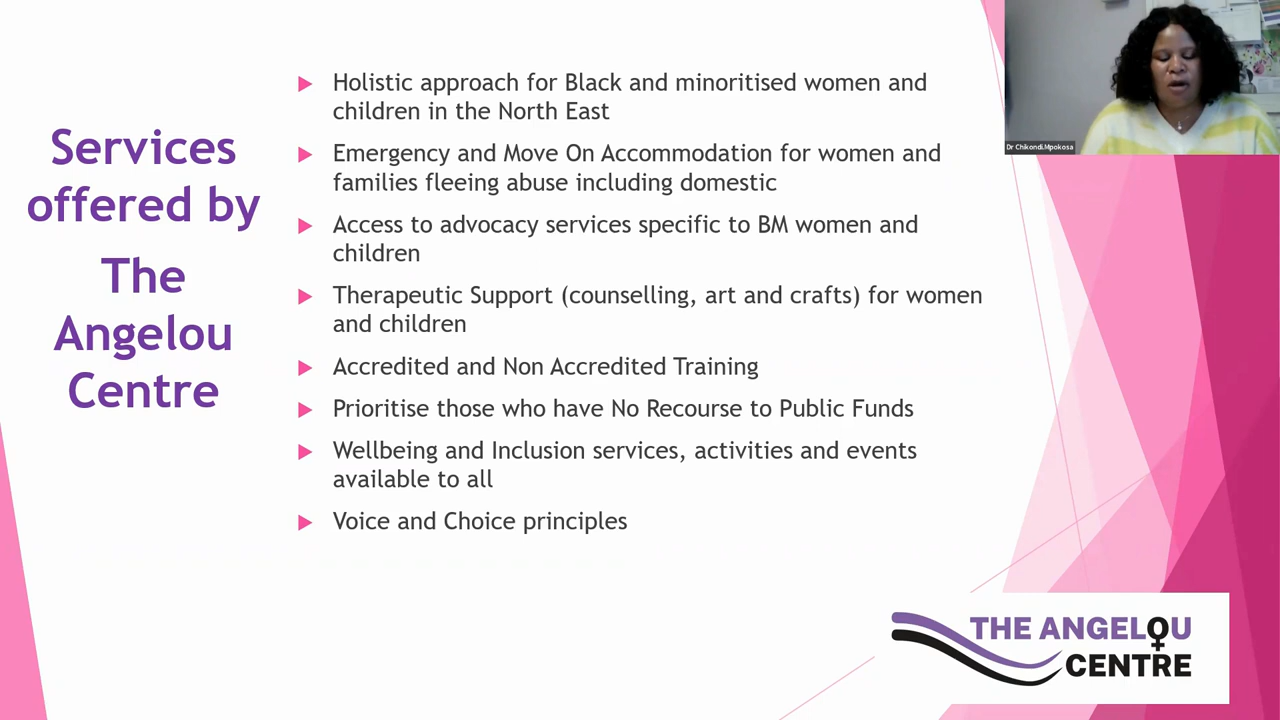 Services
offered by
The
Angelou
Centre
Holistic approach for Black and minoritised women and
children in the North East
Emergency and Move On Accommodation for women and
families fleeing abuse including domestic
Access to advocacy services specific to BM women and
children
Therapeutic Support (counselling, art and crafts) for women
and children
Accredited and Non Accredited Training
Prioritise those who have No Recourse to Public Funds
Wellbeing and Inclusion services, activities and events
available to all
Voice and Choice principles
Dr Chikondi.Mpokosa
THE ANGELOU
CENTRE